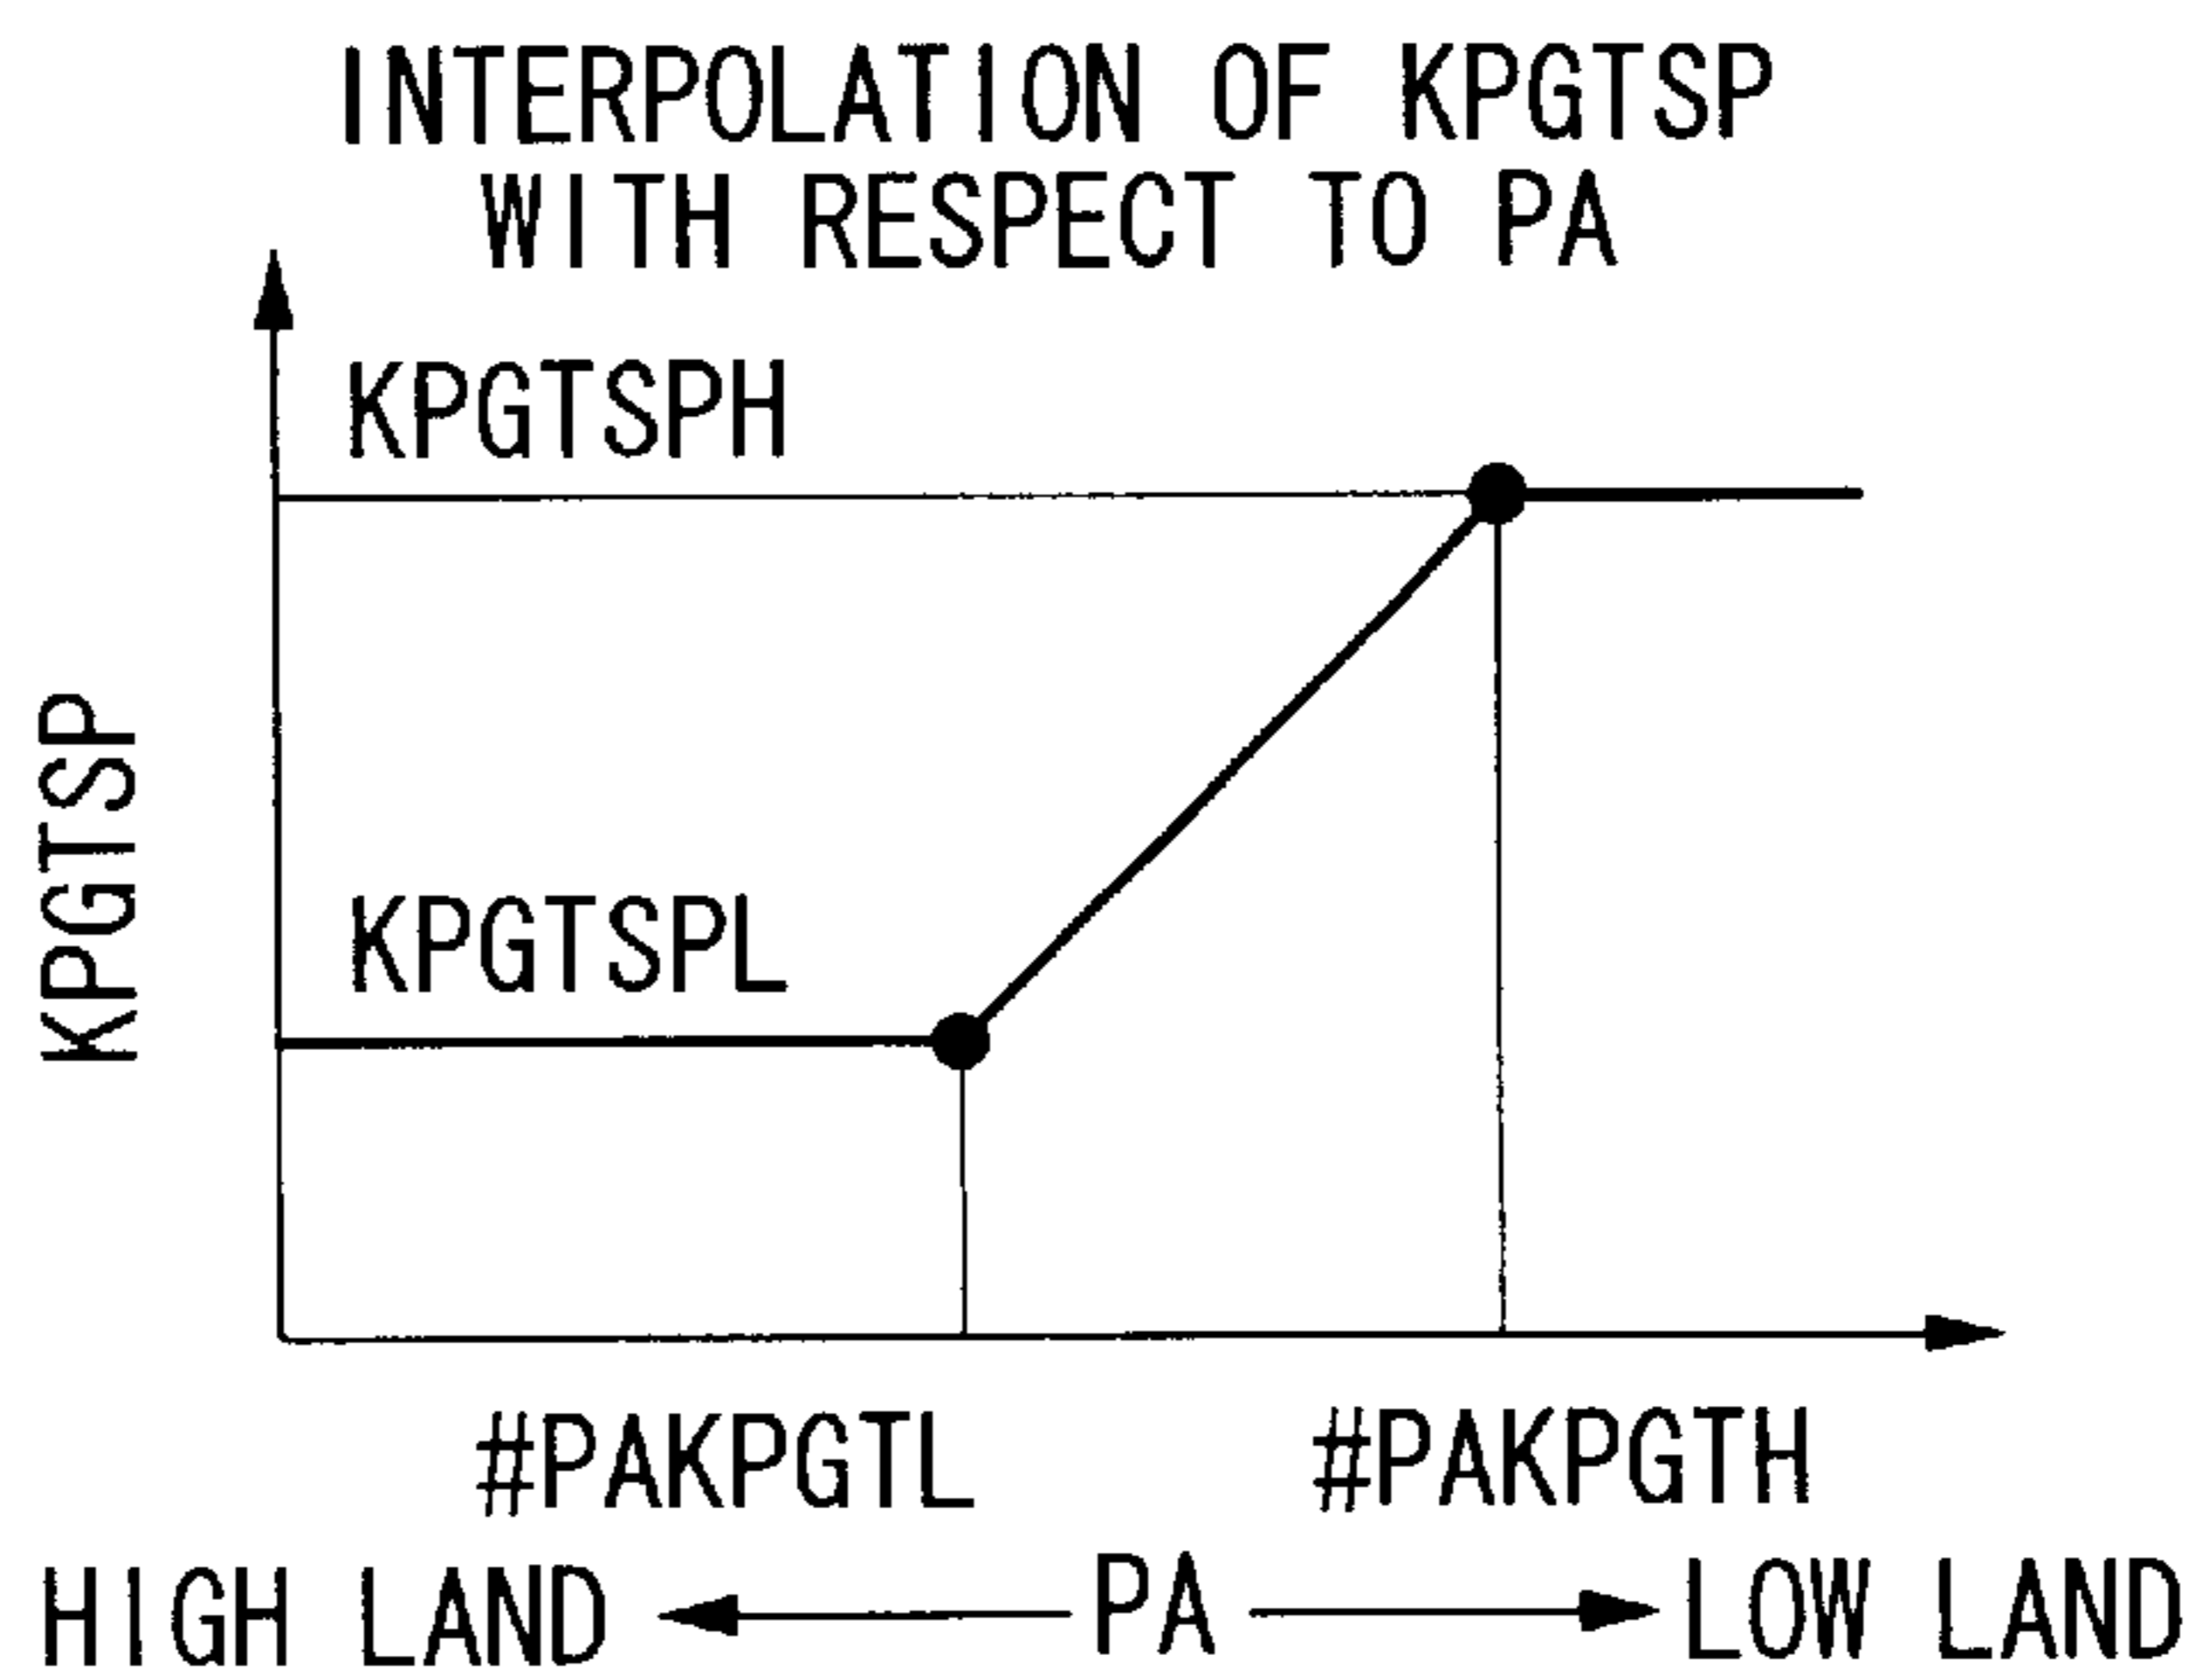 INTERPOLATION OF KPGTSP
WITH RESPECT TO PA
KPGTSPH
KPGTSP
KPGTSPL
#PAKPGTL #PAKPGTH
HIGH LAND PA LOW LAND